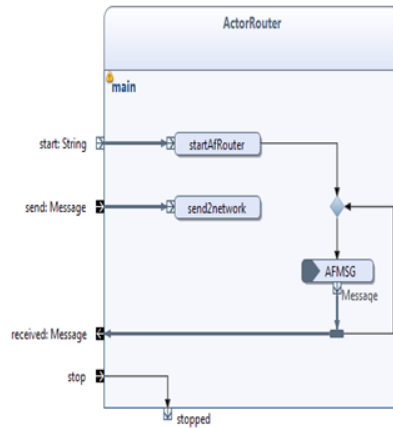 ActorRouter
main
start: String
startAfRouter
send: Message
send2network
AFMSG
Message
received: Message
stop
stopped